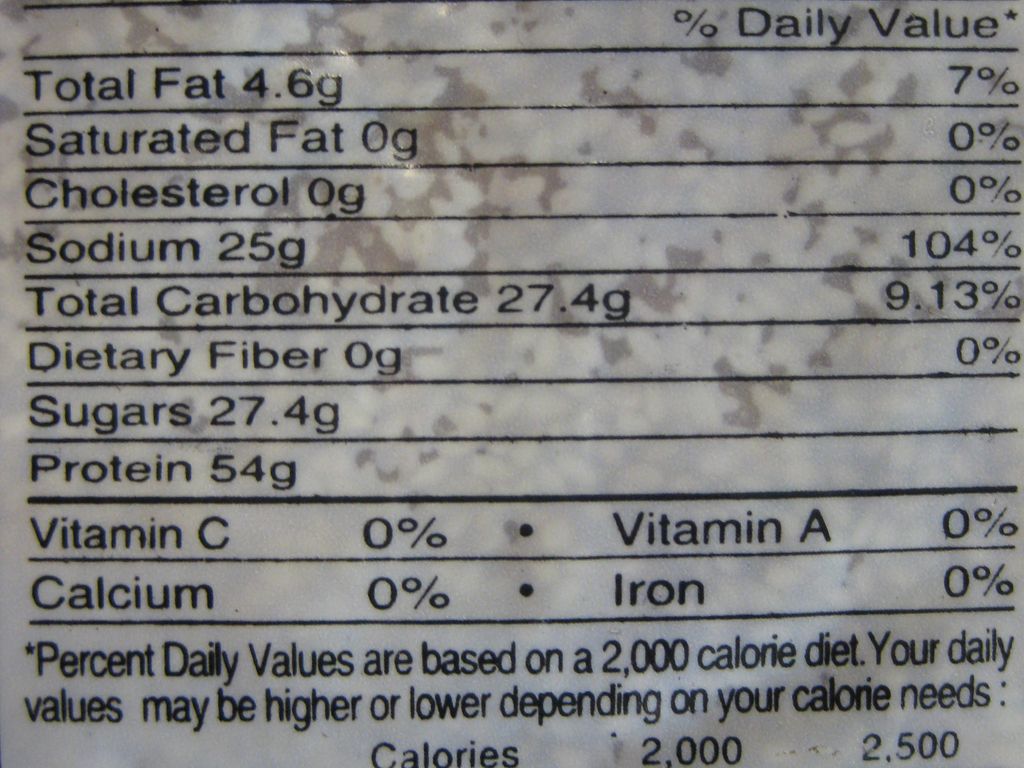 % Daily Value*
Total Fat 4.6g 7%
Saturated Fat 0g 0%
Cholesterol 0g 0%
Sodium 25g 104%
Total Carbohydrate 27.4g 9.13%
Dietary Fiber 0g 0%
Sugars 27.4g
Protein 54g
Vitamin C 0% • Vitamin A 0%
Calcium 0% • Iron 0%
*Percent Daily Values are based on a 2,000 calorie diet. Your daily
values may be higher or lower depending on your calorie needs :
Calories 2,000 2,500